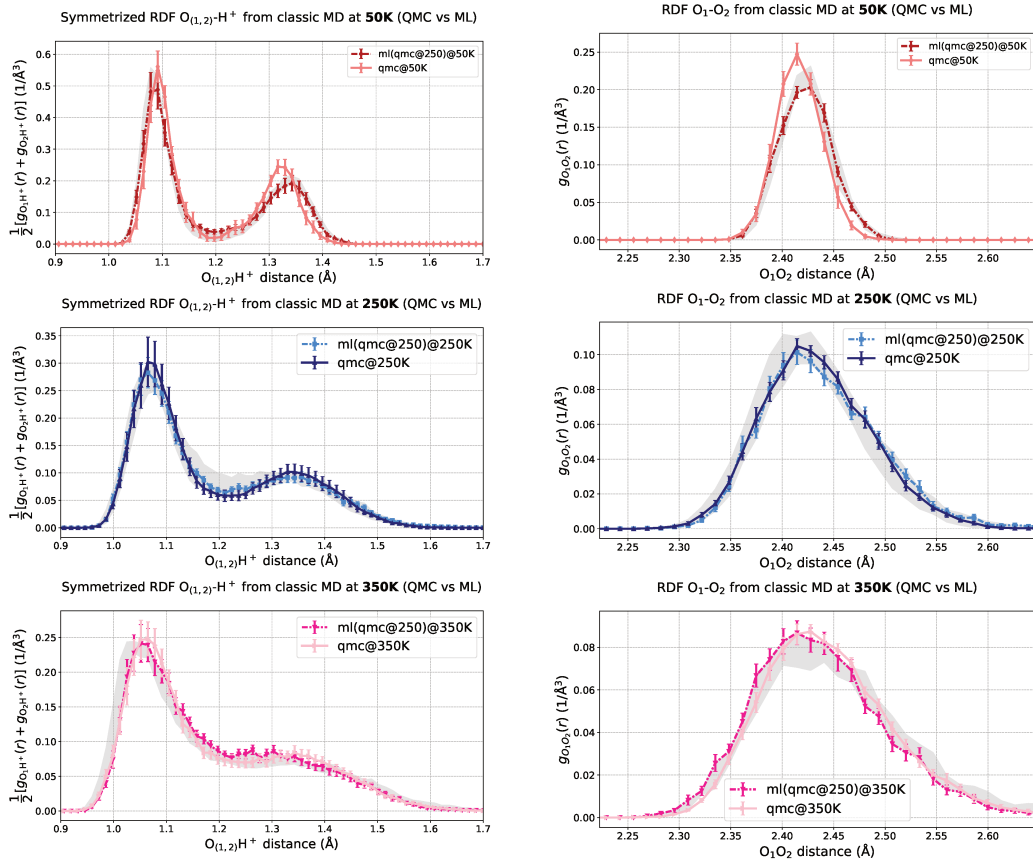 Symmetrized RDF O(1,2)-H+ from classic MD at 50K (QMC vs ML)
ml(qmc@250)@50K
qmc@50K
1/2 [gO1H+(r) + gO2H+(r)] (1/Å³)
0.6
0.5
0.4
0.3
0.2
0.1
0.0
0.9 1.0 1.1 1.2 1.3 1.4 1.5 1.6 1.7
O(1,2)H+ distance (Å)
RDF O1-O2 from classic MD at 50K (QMC vs ML)
ml(qmc@250)@50K
qmc@50K
gO1O2(r) (1/Å³)
0.25
0.20
0.15
0.10
0.05
0.00
2.25 2.30 2.35 2.40 2.45 2.50 2.55 2.60
O1O2 distance (Å)
Symmetrized RDF O(1,2)-H+ from classic MD at 250K (QMC vs ML)
ml(qmc@250)@250K
qmc@250K
1/2 [gO1H+(r) + gO2H+(r)] (1/Å³)
0.35
0.30
0.25
0.20
0.15
0.10
0.05
0.00
0.9 1.0 1.1 1.2 1.3 1.4 1.5 1.6 1.7
O(1,2)H+ distance (Å)
RDF O1-O2 from classic MD at 250K (QMC vs ML)
ml(qmc@250)@250K
qmc@250K
gO1O2(r) (1/Å³)
0.10
0.08
0.06
0.04
0.02
0.00
2.25 2.30 2.35 2.40 2.45 2.50 2.55 2.60
O1O2 distance (Å)
Symmetrized RDF O(1,2)-H+ from classic MD at 350K (QMC vs ML)
ml(qmc@250)@350K
qmc@350K
1/2 [gO1H+(r) + gO2H+(r)] (1/Å³)
0.25
0.20
0.15
0.10
0.05
0.00
0.9 1.0 1.1 1.2 1.3 1.4 1.5 1.6 1.7
O(1,2)H+ distance (Å)
RDF O1-O2 from classic MD at 350K (QMC vs ML)
gO1O2(r) (1/Å³)
0.08
0.06
0.04
0.02
0.00
ml(qmc@250)@350K
qmc@350K
2.25 2.30 2.35 2.40 2.45 2.50 2.55 2.60
O1O2 distance (Å)